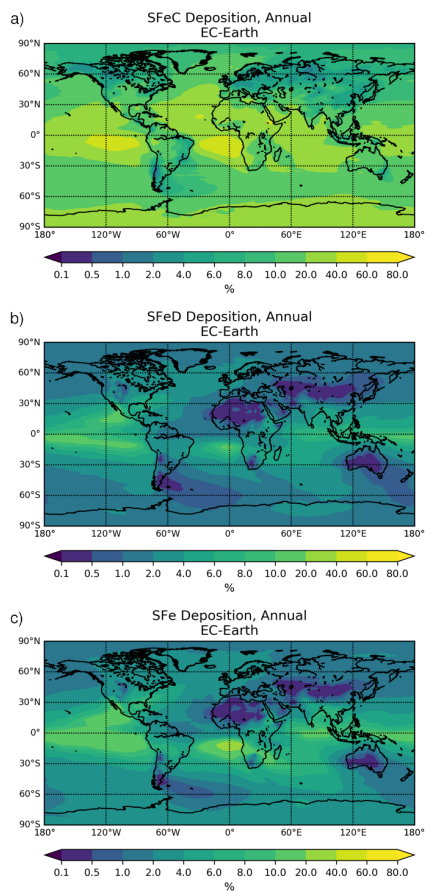 a)
SFeC Deposition, Annual
EC-Earth
90°N
60°N
30°N
0°
30°S
60°S
90°S
180° 120°W 60°W 0° 60°E 120°E 180°
0.1 0.5 1.0 2.0 4.0 6.0 8.0 10.0 20.0 40.0 60.0 80.0
%
b)
SFeD Deposition, Annual
EC-Earth
90°N
60°N
30°N
0°
30°S
60°S
90°S
180° 120°W 60°W 0° 60°E 120°E 180°
0.1 0.5 1.0 2.0 4.0 6.0 8.0 10.0 20.0 40.0 60.0 80.0
%
c)
SFe Deposition, Annual
EC-Earth
90°N
60°N
30°N
0°
30°S
60°S
90°S
180° 120°W 60°W 0° 60°E 120°E 180°
0.1 0.5 1.0 2.0 4.0 6.0 8.0 10.0 20.0 40.0 60.0 80.0
%